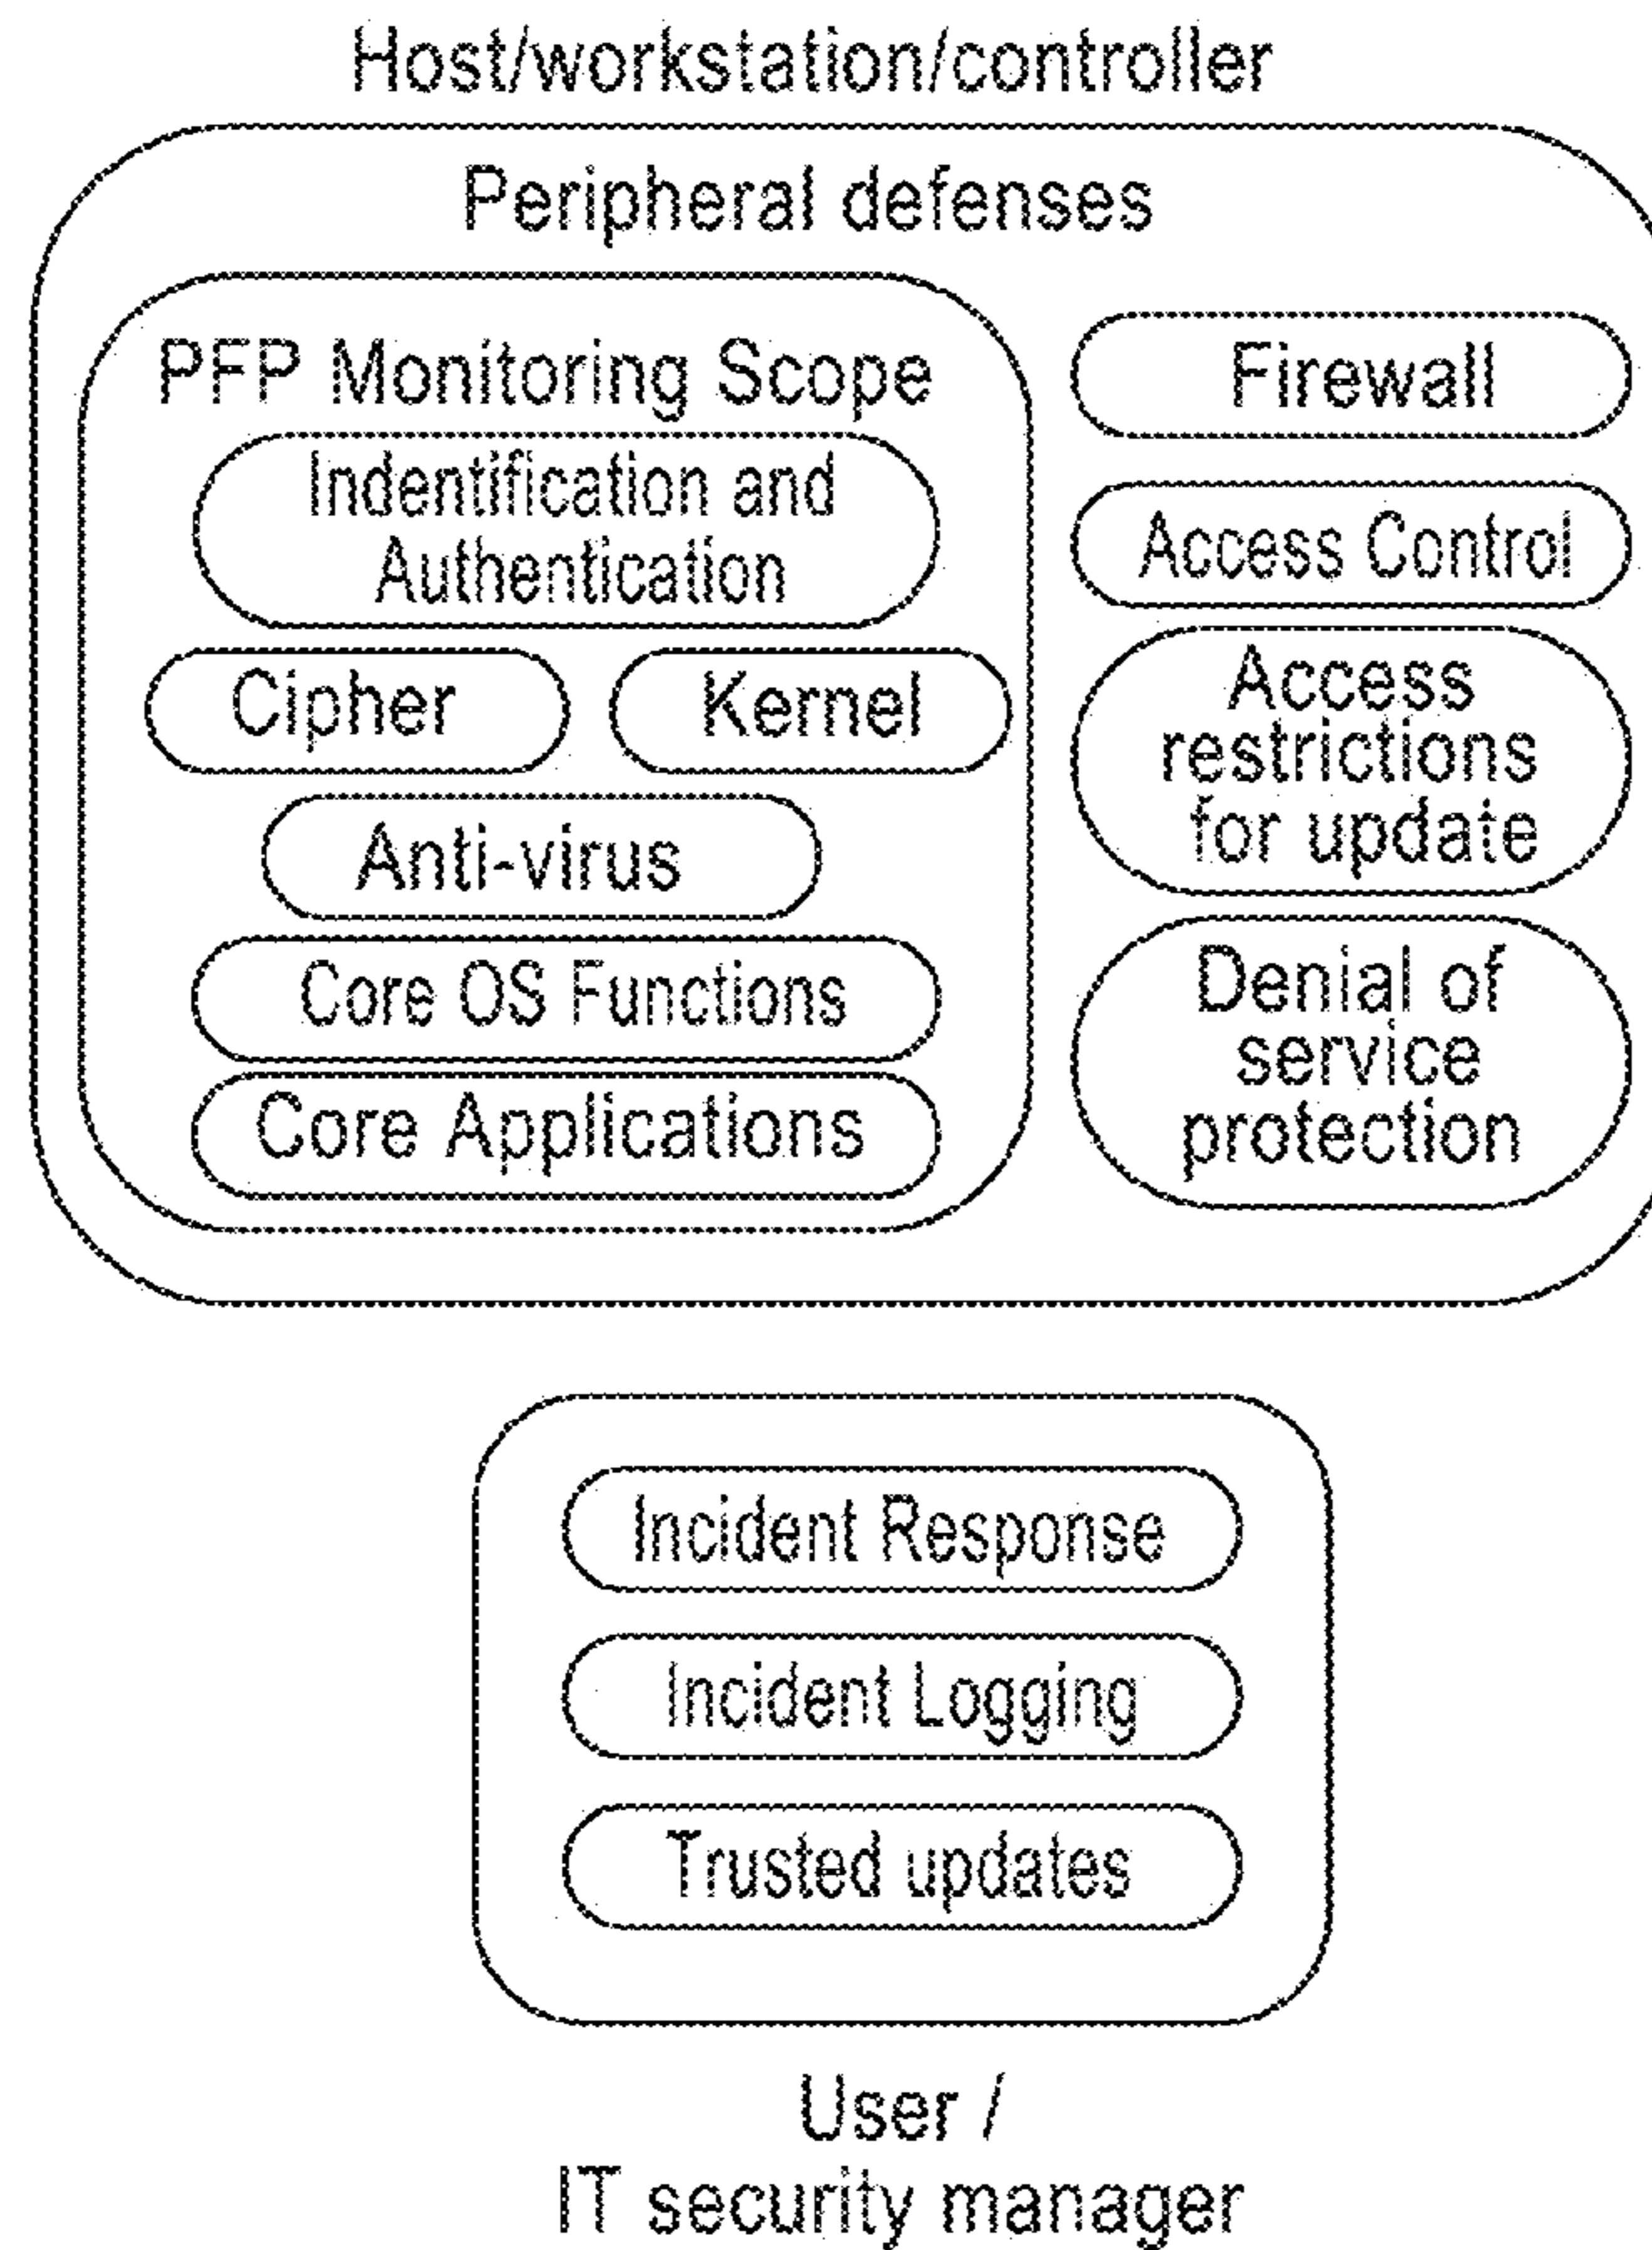 Host/workstation/controller
Peripheral defenses
PFP Monitoring Scope
Indentification and
Authentication
Cipher
Kernel
Anti-virus
Core OS Functions
Core Applications
Firewall
Access Control
Access
restrictions
for update
Denial of
service
protection
Incident Response
Incident Logging
Trusted updates
User /
IT security manager